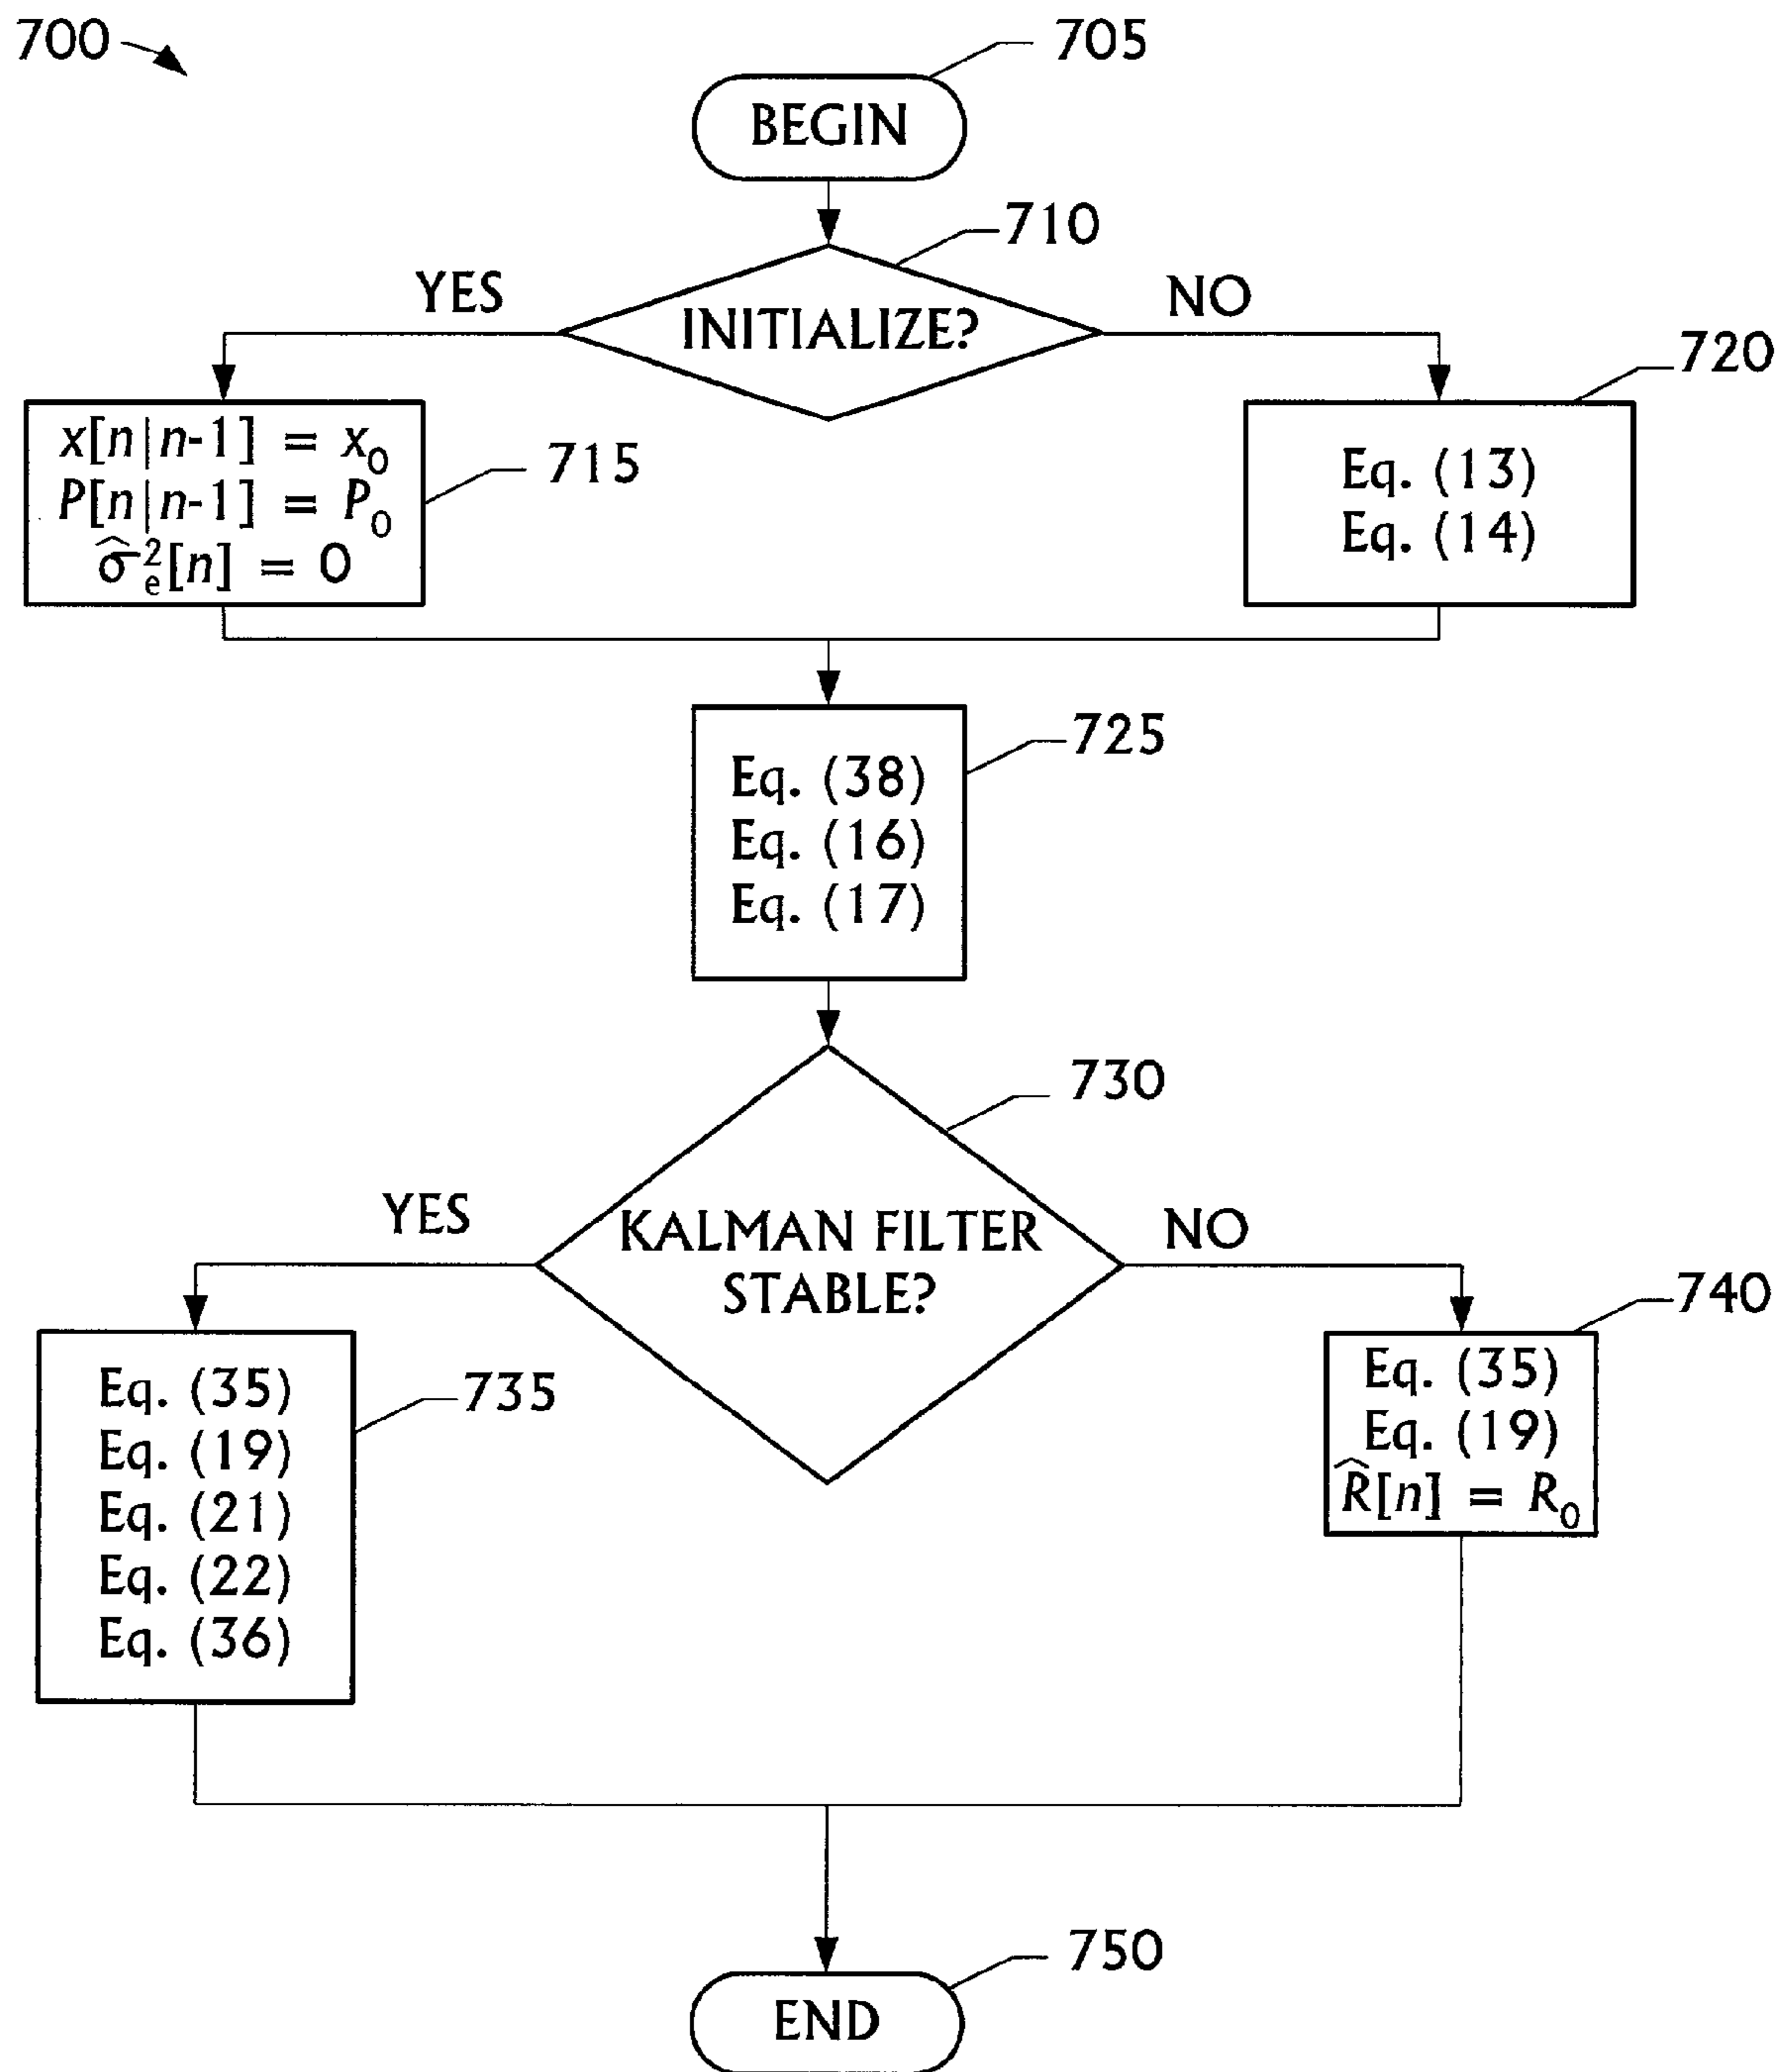 700
705
BEGIN
710
YES
INITIALIZE?
NO
720
x[n|n-1] = x₀
P[n|n-1] = P₀
σ̂²ₑ[n] = 0
715
Eq. (13)
Eq. (14)
725
Eq. (38)
Eq. (16)
Eq. (17)
730
YES
KALMAN FILTER
STABLE?
NO
740
Eq. (35)
Eq. (19)
Eq. (21)
Eq. (22)
Eq. (36)
735
Eq. (35)
Eq. (19)
R̂[n] = R₀
750
END